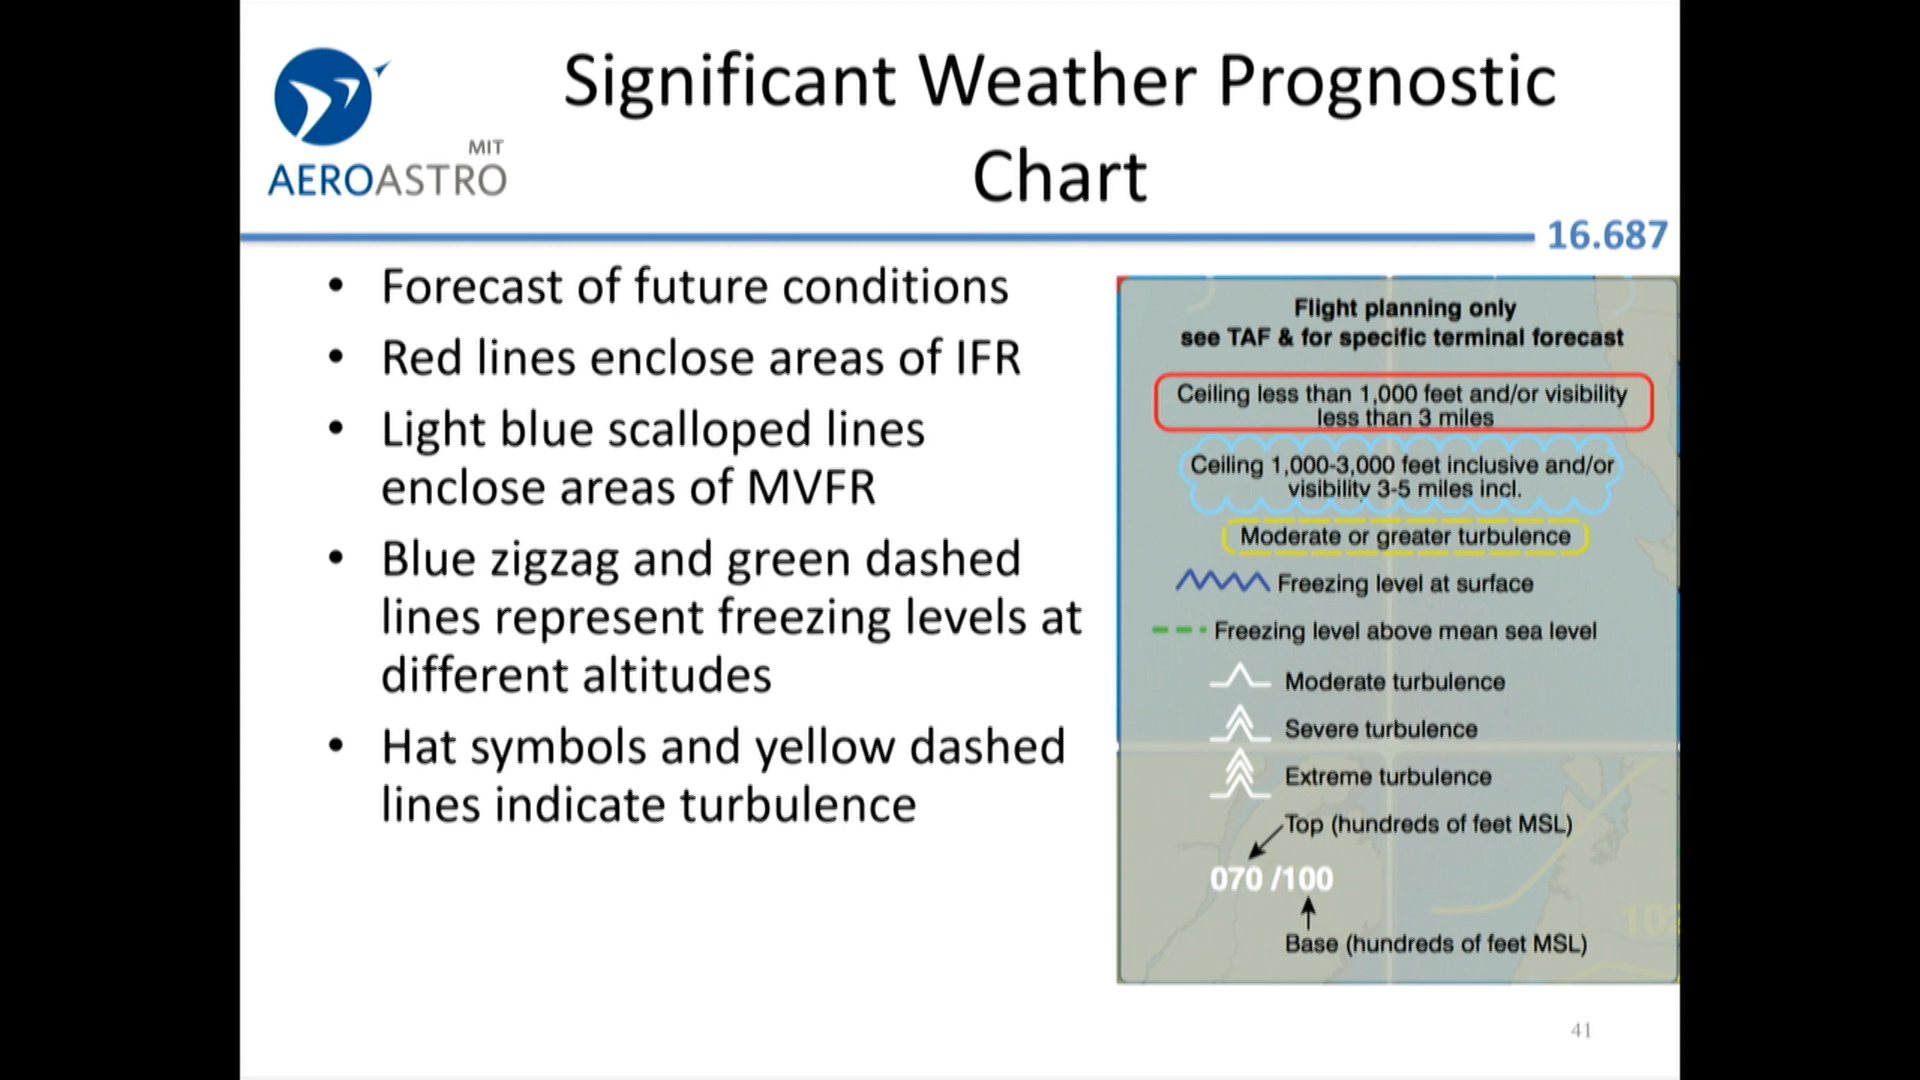 MIT
AEROASTRO
Significant Weather Prognostic
Chart
16.687
• Forecast of future conditions
• Red lines enclose areas of IFR
• Light blue scalloped lines
enclose areas of MVFR
• Blue zigzag and green dashed
lines represent freezing levels at
different altitudes
• Hat symbols and yellow dashed
lines indicate turbulence
Flight planning only
see TAF & for specific terminal forecast
Ceiling less than 1,000 feet and/or visibility
less than 3 miles
Ceiling 1,000-3,000 feet inclusive and/or
visibility 3-5 miles incl.
Moderate or greater turbulence
Freezing level at surface
Freezing level above mean sea level
Moderate turbulence
Severe turbulence
Extreme turbulence
Top (hundreds of feet MSL)
070 /100
Base (hundreds of feet MSL)
41